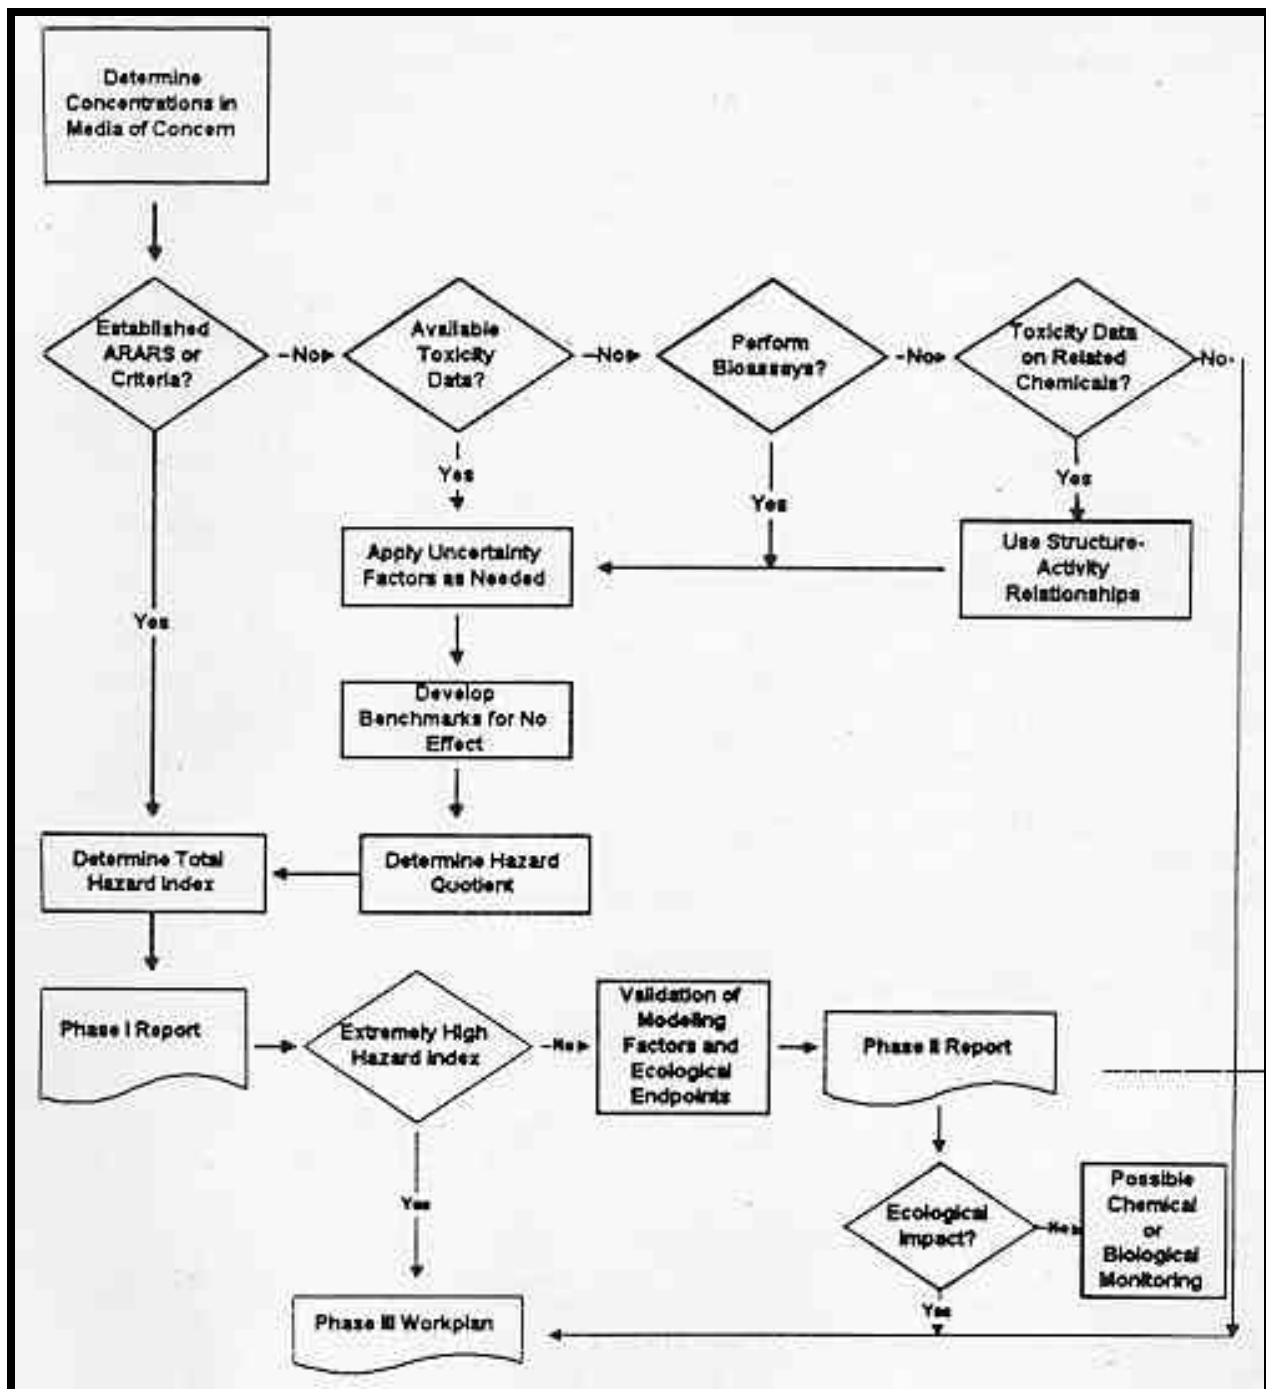 Determine
Concentrations in
Media of Concern
Established
ARARS or
Criteria?
No
Available
Toxicity
Data?
No
Perform
Bioassays?
No
Toxicity Data
on Related
Chemicals?
No
Yes
Yes
Yes
Yes
Apply Uncertainty
Factors as Needed
Use Structure-
Activity
Relationships
Develop
Benchmarks for No
Effect
Determine Total
Hazard Index
Determine Hazard
Quotient
Phase I Report
Extremely High
Hazard Index
No
Validation of
Modeling
Factors and
Ecological
Endpoints
Phase II Report
Yes
Ecological
Impact?
No
Possible
Chemical
or
Biological
Monitoring
Yes
Phase III Workplan